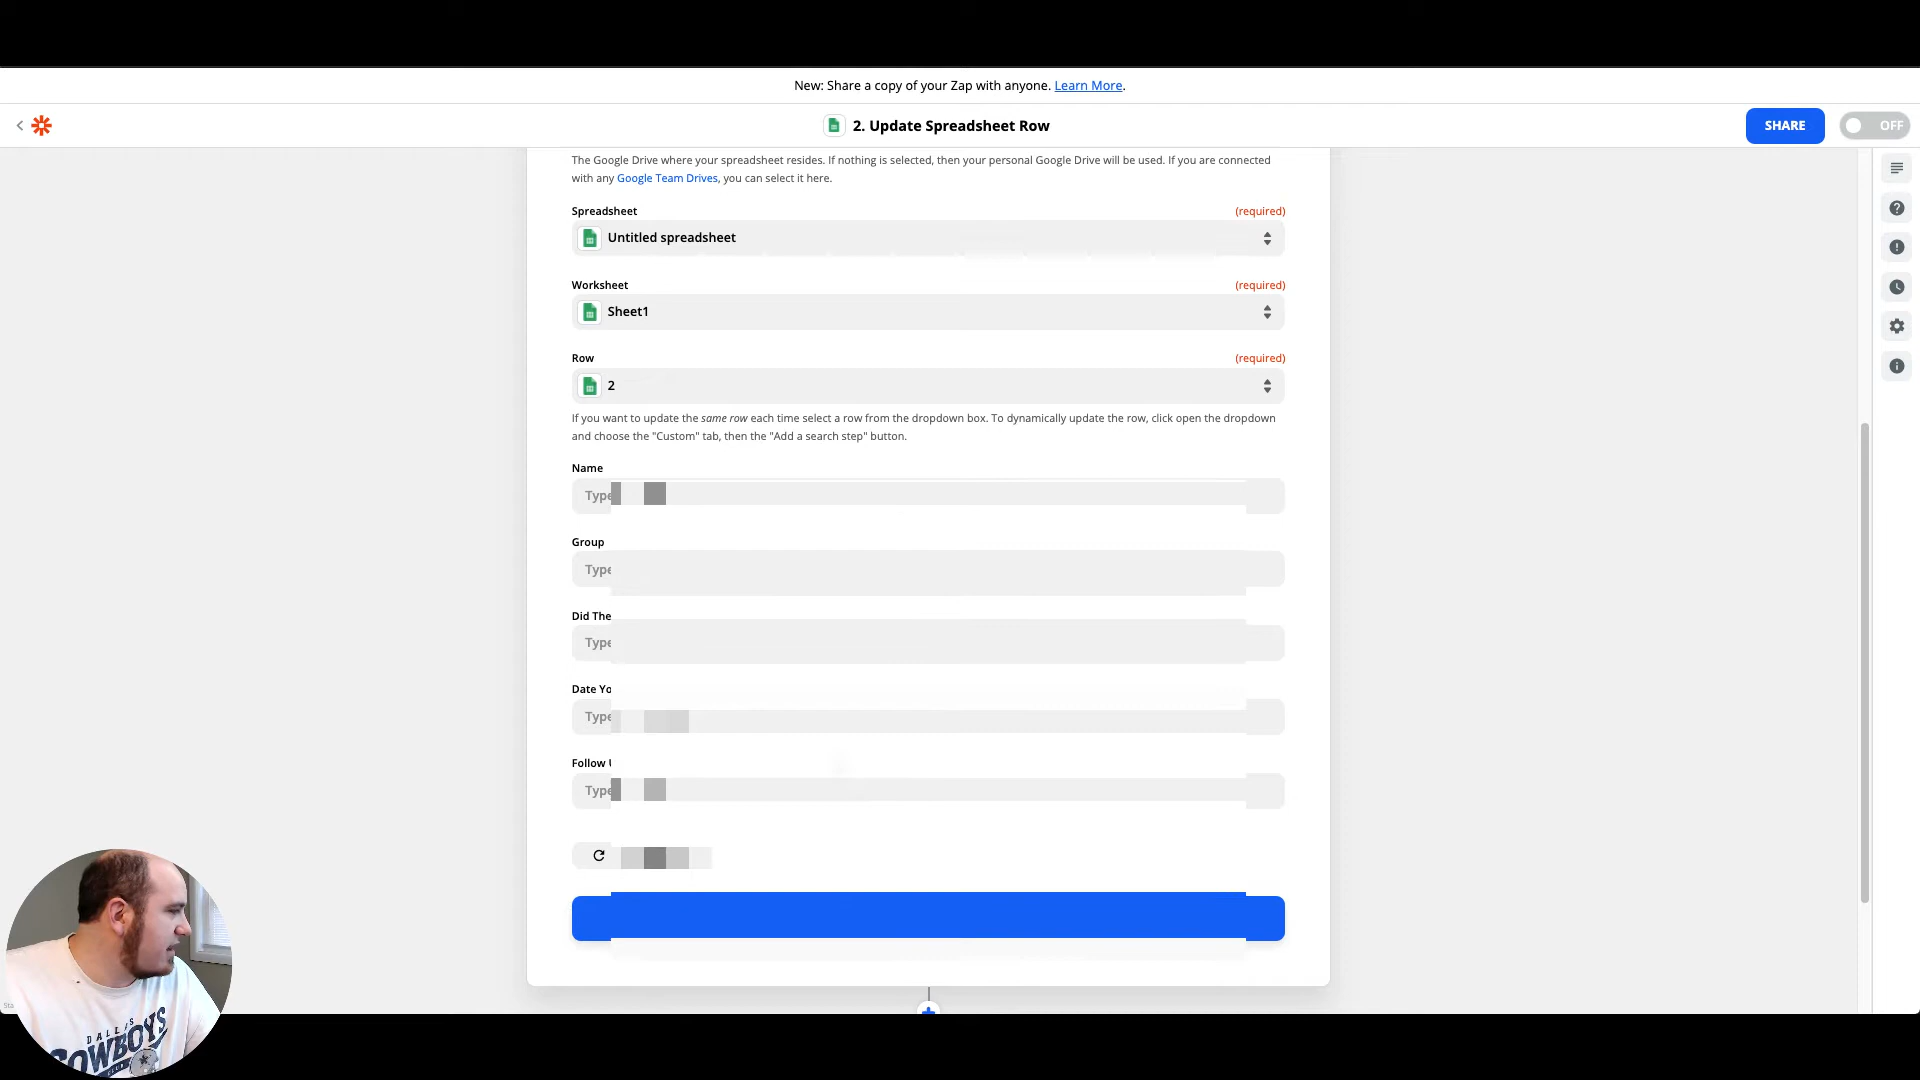 New: Share a copy of your Zap with anyone. Learn More.
2. Update Spreadsheet Row
SHARE
OFF
The Google Drive where your spreadsheet resides. If nothing is selected, then your personal Google Drive will be used. If you are connected
with any Google Team Drives, you can select it here.
Spreadsheet (required)
Untitled spreadsheet
Worksheet (required)
Sheet1
Row (required)
2
If you want to update the same row each time select a row from the dropdown box. To dynamically update the row, click open the dropdown
and choose the "Custom" tab, then the "Add a search step" button.
Name
Type
Group
Type
Did The
Type
Date Yo
Type
Follow
Type
DALLAS
COWBOYS